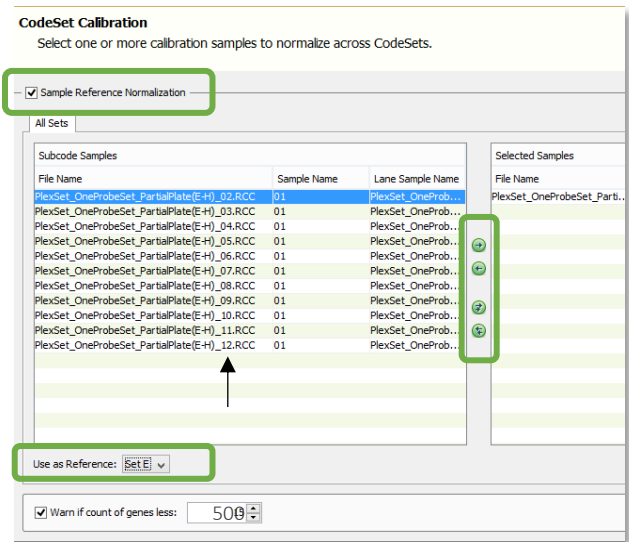 CodeSet Calibration
Select one or more calibration samples to normalize across CodeSets.
Sample Reference Normalization
All Sets
Subcode Samples
Selected Samples
File Name Sample Name Lane Sample Name File Name
PlexSet_OneProbeSet_PartialPlate(E-H)_02.RCC 01 PlexSet_OneProb... PlexSet_OneProbeSet_Parti...
PlexSet_OneProbeSet_PartialPlate(E-H)_03.RCC 01 PlexSet_OneProb...
PlexSet_OneProbeSet_PartialPlate(E-H)_04.RCC 01 PlexSet_OneProb...
PlexSet_OneProbeSet_PartialPlate(E-H)_05.RCC 01 PlexSet_OneProb...
PlexSet_OneProbeSet_PartialPlate(E-H)_06.RCC 01 PlexSet_OneProb...
PlexSet_OneProbeSet_PartialPlate(E-H)_07.RCC 01 PlexSet_OneProb...
PlexSet_OneProbeSet_PartialPlate(E-H)_08.RCC 01 PlexSet_OneProb...
PlexSet_OneProbeSet_PartialPlate(E-H)_09.RCC 01 PlexSet_OneProb...
PlexSet_OneProbeSet_PartialPlate(E-H)_10.RCC 01 PlexSet_OneProb...
PlexSet_OneProbeSet_PartialPlate(E-H)_11.RCC 01 PlexSet_OneProb...
PlexSet_OneProbeSet_PartialPlate(E-H)_12.RCC 01 PlexSet_OneProb...
Use as Reference: Set E
Warn if count of genes less: